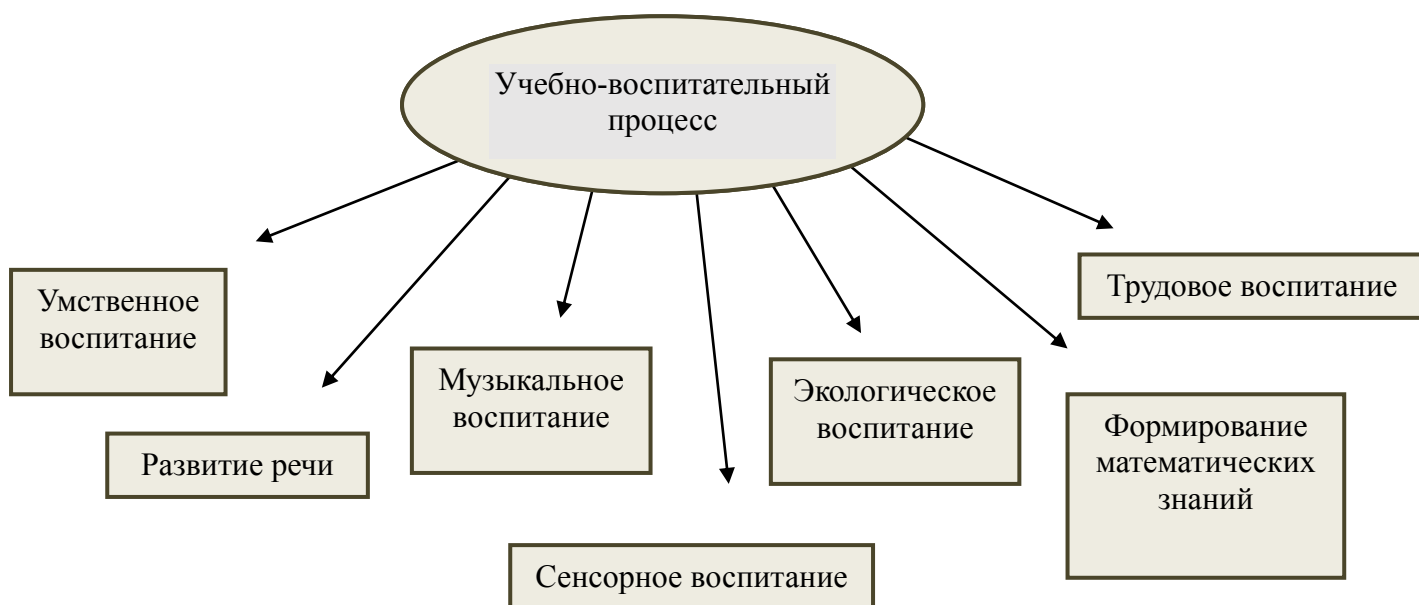 Учебно-воспитательный
процесс
Умственное
воспитание
Развитие речи
Музыкальное
воспитание
Сенсорное воспитание
Экологическое
воспитание
Формирование
математических
знаний
Трудовое воспитание